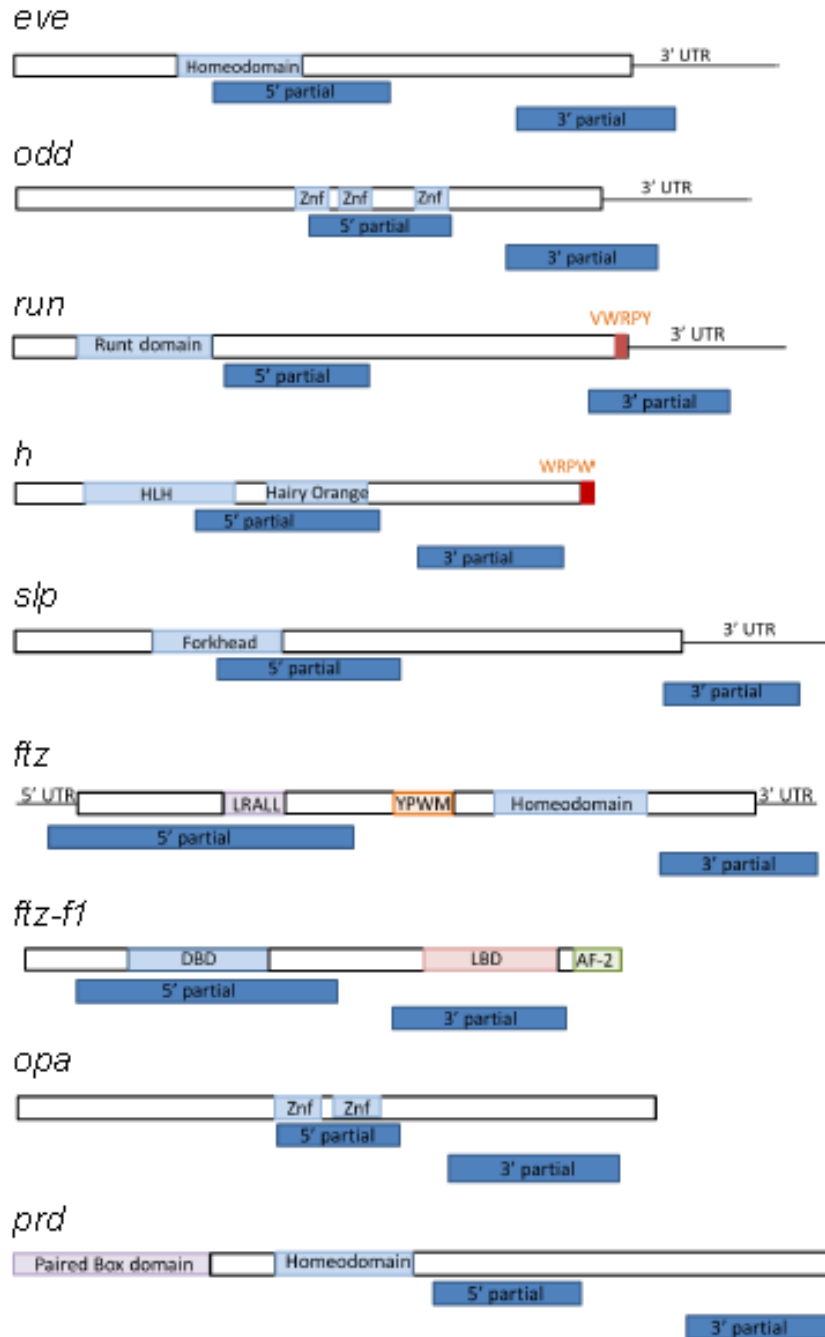 eve
3' UTR
Homeodomain
5' partial
3' partial
odd
3' UTR
Znf Znf Znf
5' partial
3' partial
run
VWRPY
3' UTR
Runt domain
5' partial
3' partial
h
WRPW
HLH Hairy Orange
5' partial
3' partial
slp
3' UTR
Forkhead
5' partial
3' partial
ftz
5' UTR LRALL YPWM Homeodomain 3' UTR
5' partial
3' partial
ftz-f1
DBD LBD AF-2
5' partial
3' partial
opa
Znf Znf
5' partial
3' partial
prd
Paired Box domain Homeodomain
5' partial
3' partial